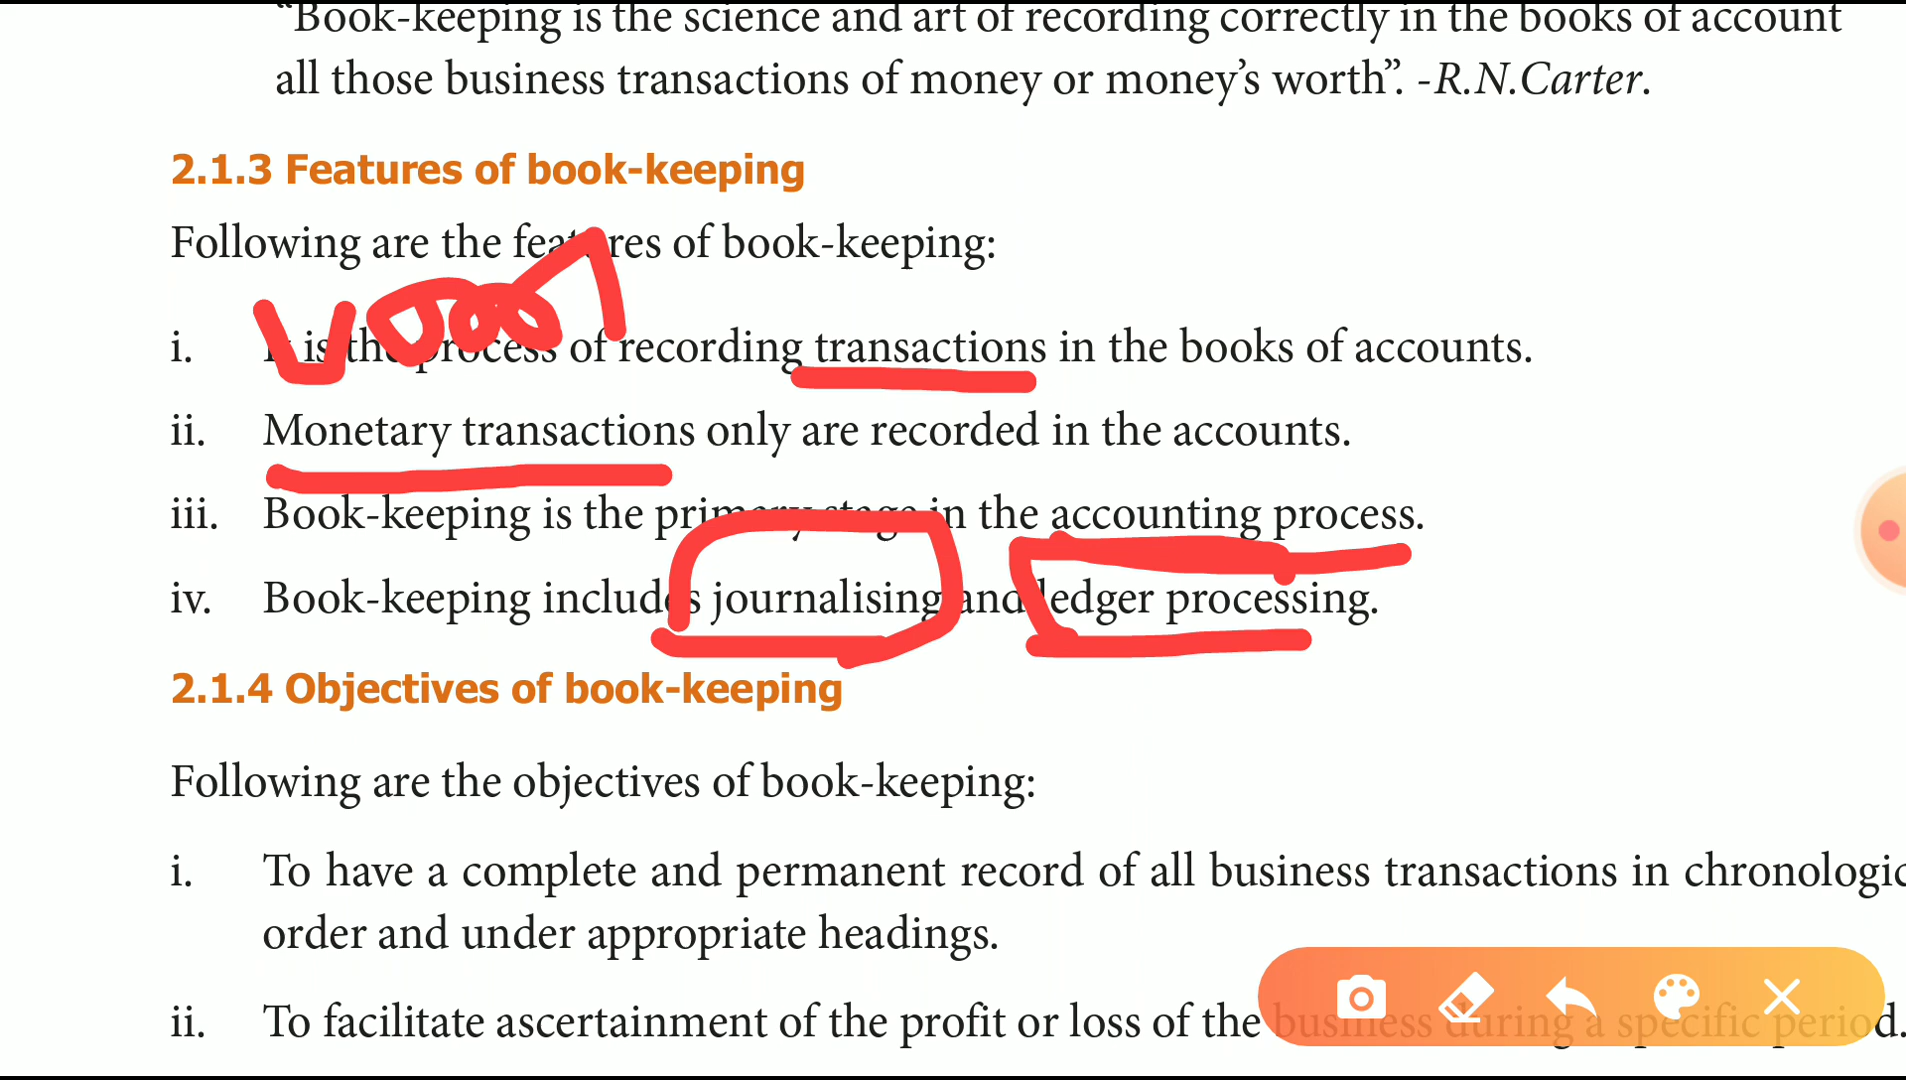 “Book-keeping is the science and art of recording correctly in the books of account
all those business transactions of money or money’s worth”. -R.N.Carter.
2.1.3 Features of book-keeping
Following are the features of book-keeping:
i. It is the process of recording transactions in the books of accounts.
ii. Monetary transactions only are recorded in the accounts.
iii. Book-keeping is the primary stage in the accounting process.
iv. Book-keeping includes journalising and ledger processing.
2.1.4 Objectives of book-keeping
Following are the objectives of book-keeping:
i. To have a complete and permanent record of all business transactions in chronologic
order and under appropriate headings.
ii. To facilitate ascertainment of the profit or loss of the business during a specific period.